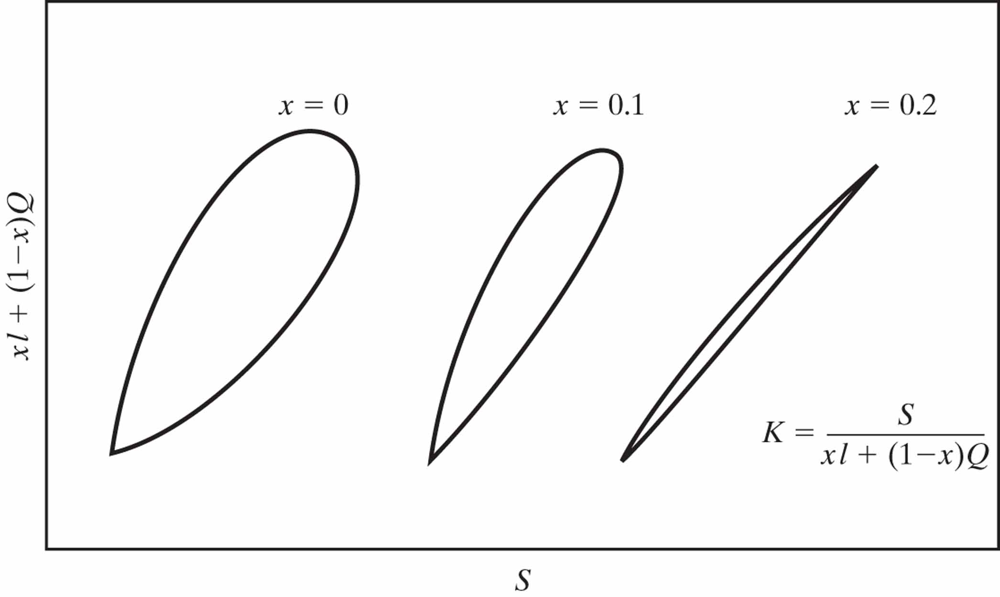 x = 0
x = 0.1
x = 0.2
xl + (1−x)Q
K = S / xl + (1−x)Q
S